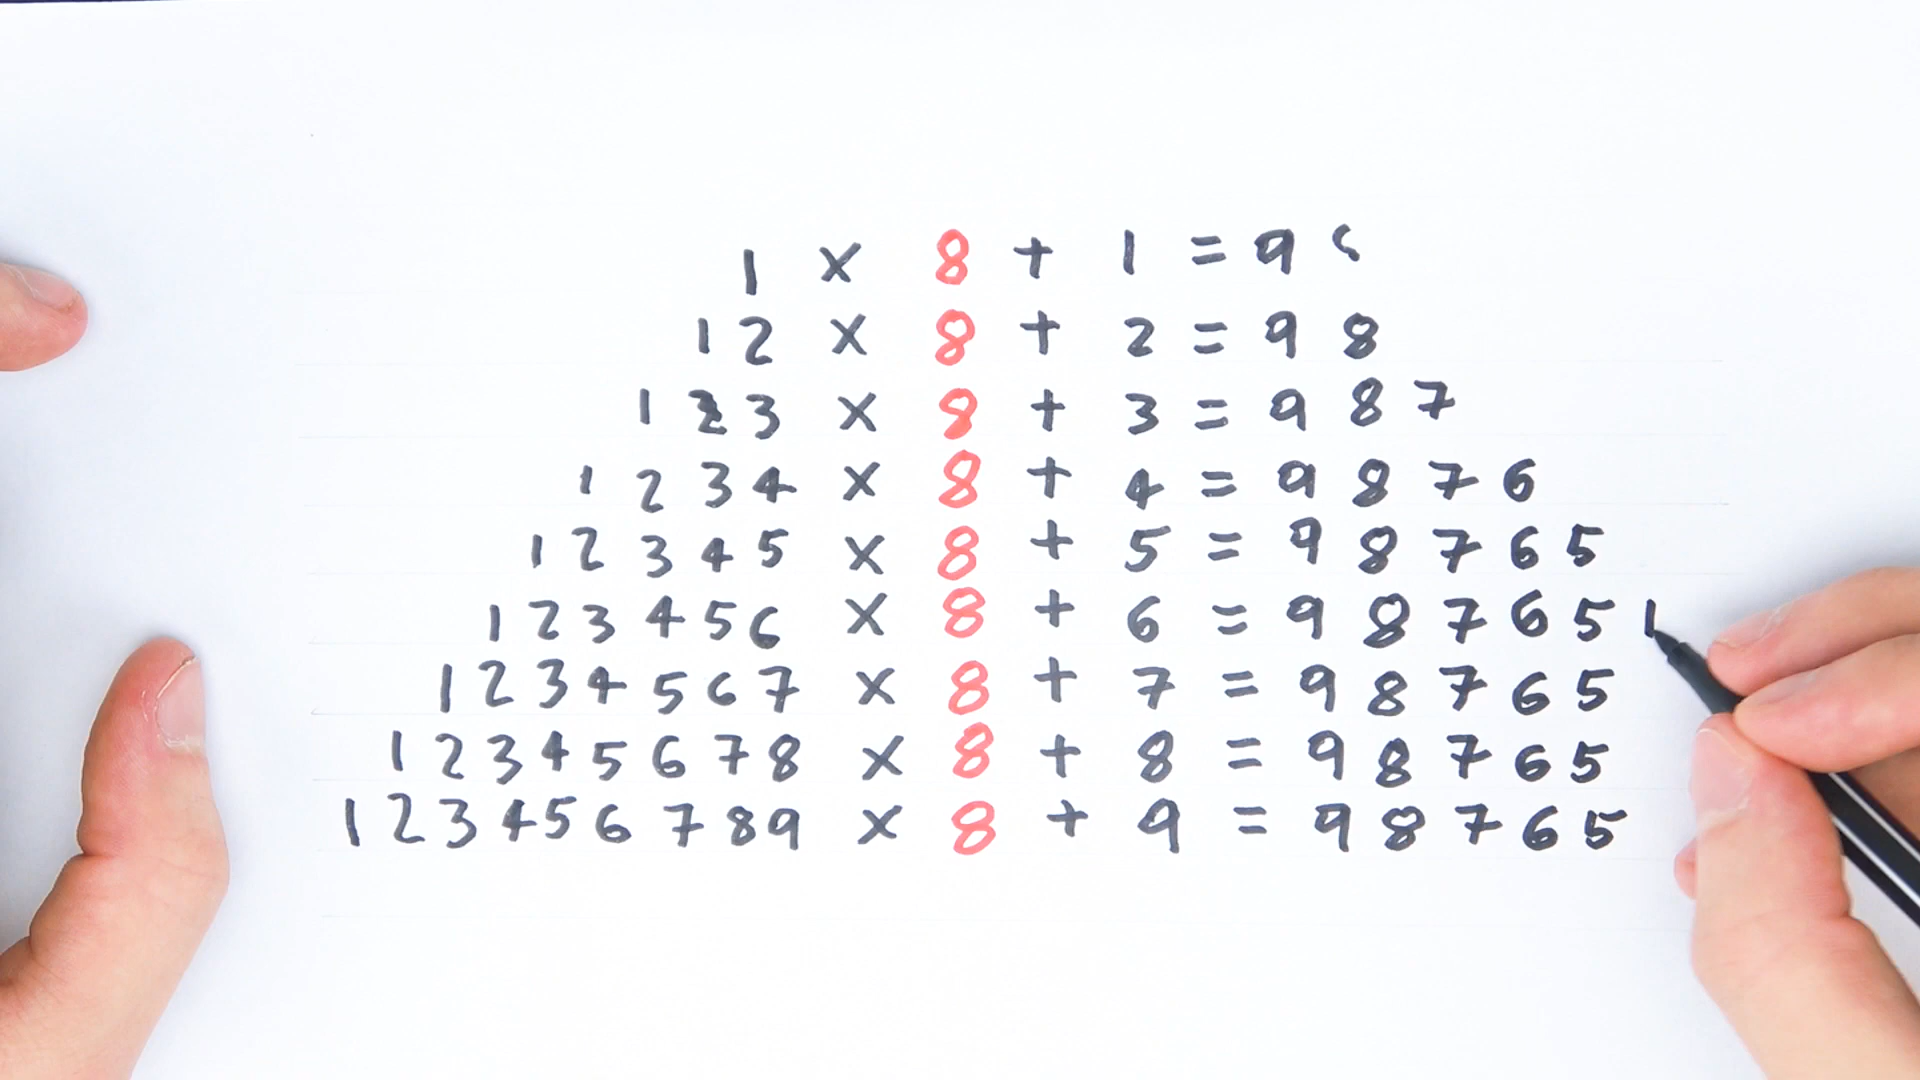 1 x 8 + 1 = 9
12 x 8 + 2 = 98
123 x 8 + 3 = 987
1234 x 8 + 4 = 9876
12345 x 8 + 5 = 98765
123456 x 8 + 6 = 98765
1234567 x 8 + 7 = 98765
12345678 x 8 + 8 = 98765
123456789 x 8 + 9 = 98765